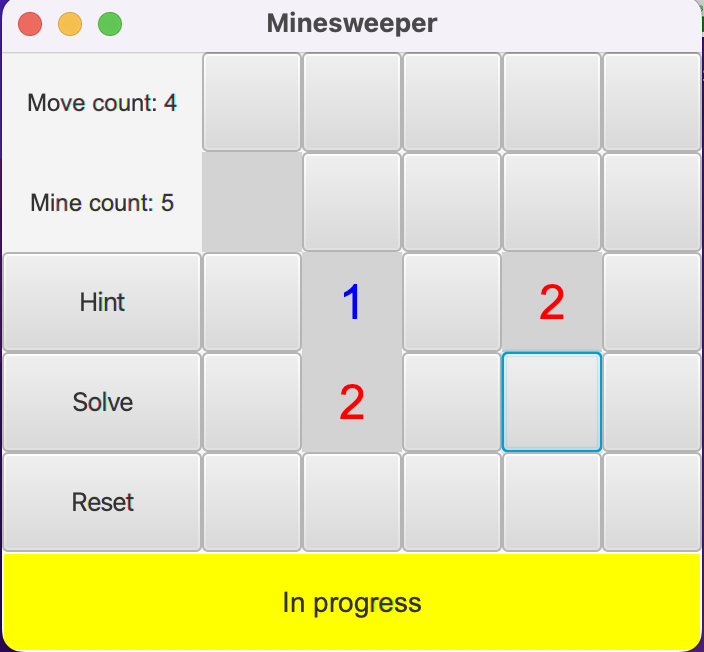 Minesweeper
Move count: 4
Mine count: 5
Hint
1
2
Solve
2
Reset
In progress